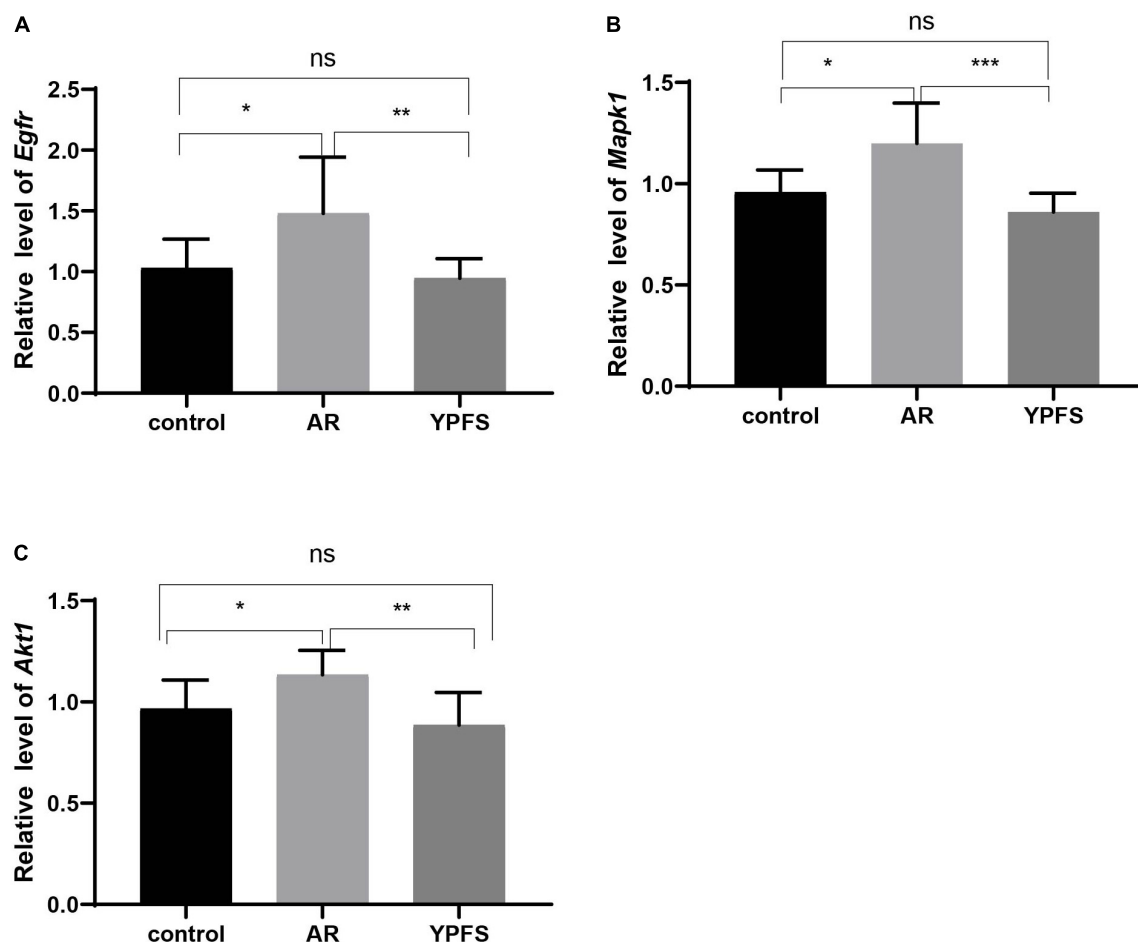 A
ns
*
**
2.5
2.0
1.5
1.0
0.5
0.0
Relative level of Egfr
control
AR
YPFS
B
ns
*
***
1.5
1.0
0.5
0.0
Relative level of Mapk1
control
AR
YPFS
C
ns
*
**
1.5
1.0
0.5
0.0
Relative level of Akt1
control
AR
YPFS